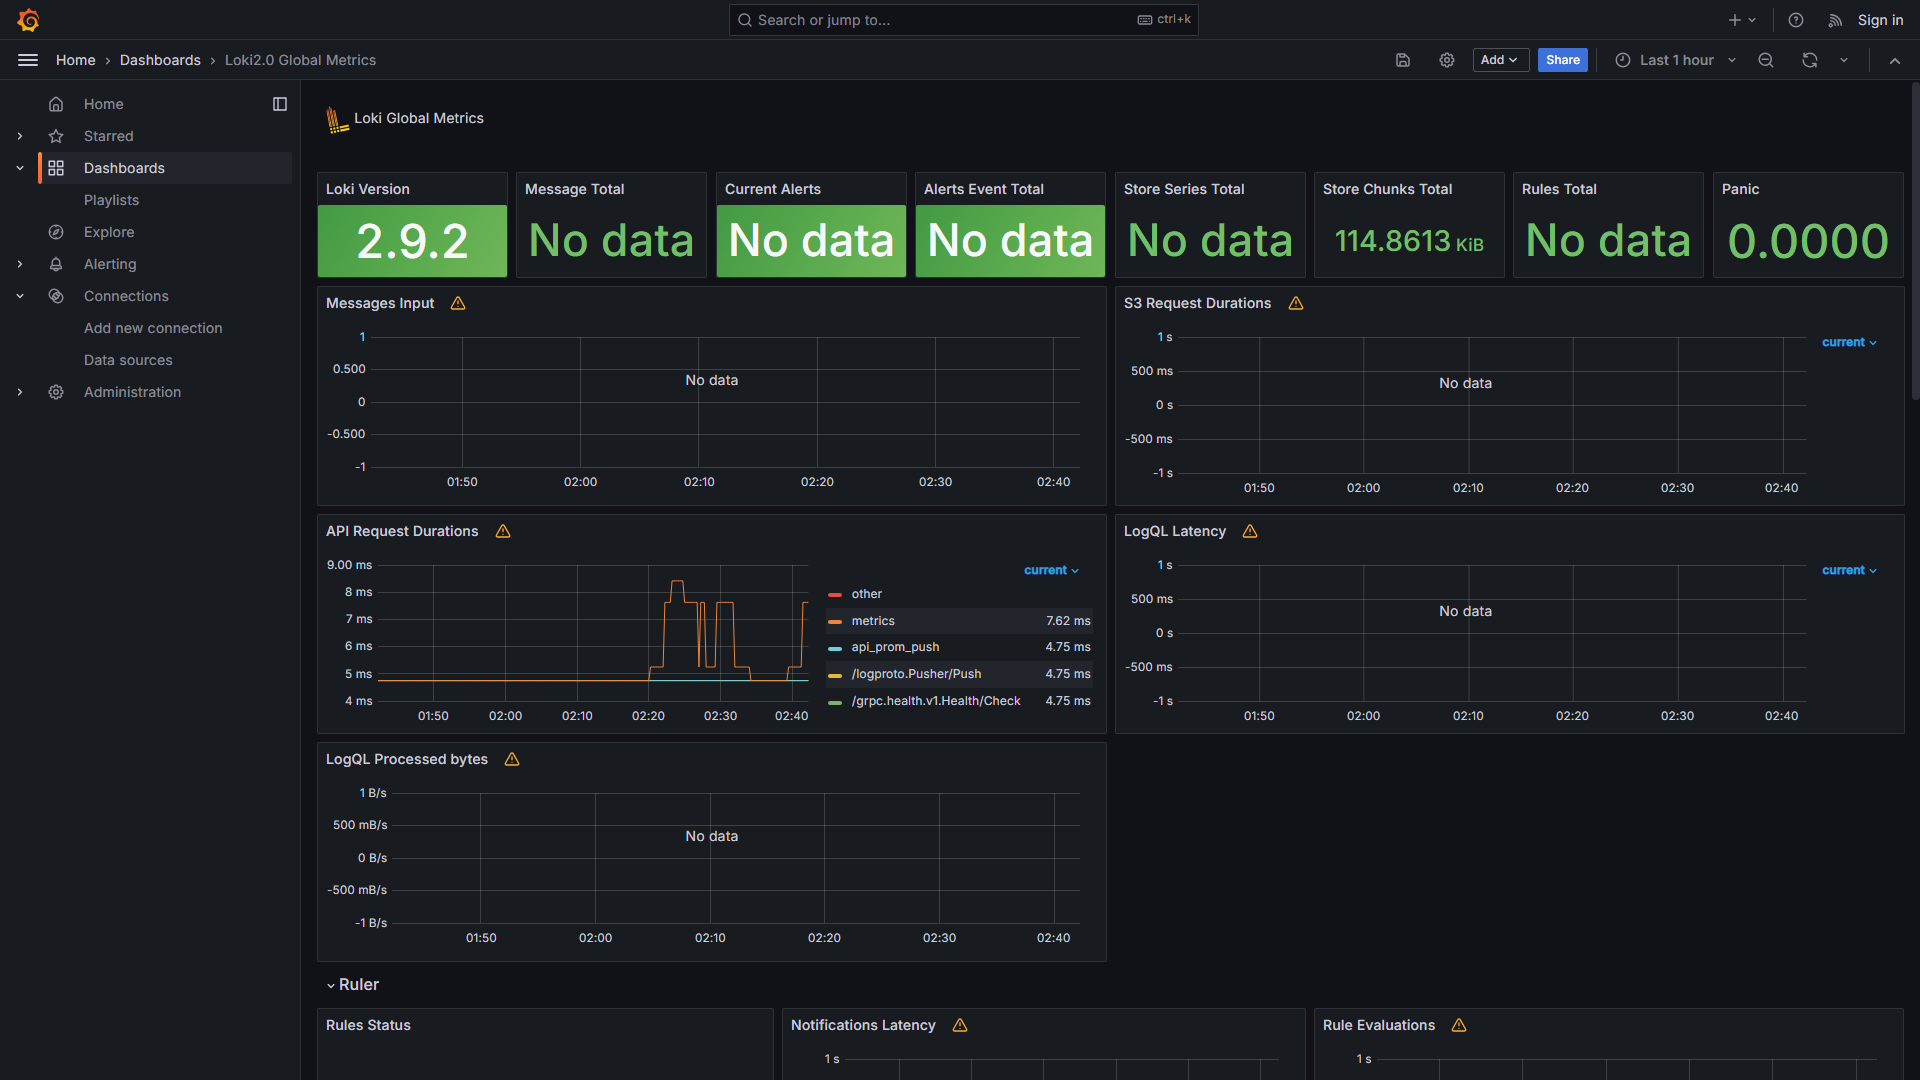 Search or jump to...
ctrl+k
Sign in
Home › Dashboards › Loki2.0 Global Metrics
Add
Share
Last 1 hour
Home
Starred
Dashboards
Playlists
Explore
Alerting
Connections
Add new connection
Data sources
Administration
Loki Global Metrics
Loki Version
2.9.2
Message Total
No data
Current Alerts
No data
Alerts Event Total
No data
Store Series Total
No data
Store Chunks Total
114.8613 KiB
Rules Total
No data
Panic
0.0000
Messages Input
1
0.500
0
-0.500
-1
No data
01:50 02:00 02:10 02:20 02:30 02:40
S3 Request Durations
1 s
500 ms
0 s
-500 ms
-1 s
No data
current
01:50 02:00 02:10 02:20 02:30 02:40
API Request Durations
9.00 ms
8 ms
7 ms
6 ms
5 ms
4 ms
01:50 02:00 02:10 02:20 02:30 02:40
current
other
metrics 7.62 ms
api_prom_push 4.75 ms
/logproto.Pusher/Push 4.75 ms
/grpc.health.v1.Health/Check 4.75 ms
LogQL Latency
1 s
500 ms
0 s
-500 ms
-1 s
No data
current
01:50 02:00 02:10 02:20 02:30 02:40
LogQL Processed bytes
1 B/s
500 mB/s
0 B/s
-500 mB/s
-1 B/s
No data
01:50 02:00 02:10 02:20 02:30 02:40
Ruler
Rules Status
Notifications Latency
1 s
Rule Evaluations
1 s